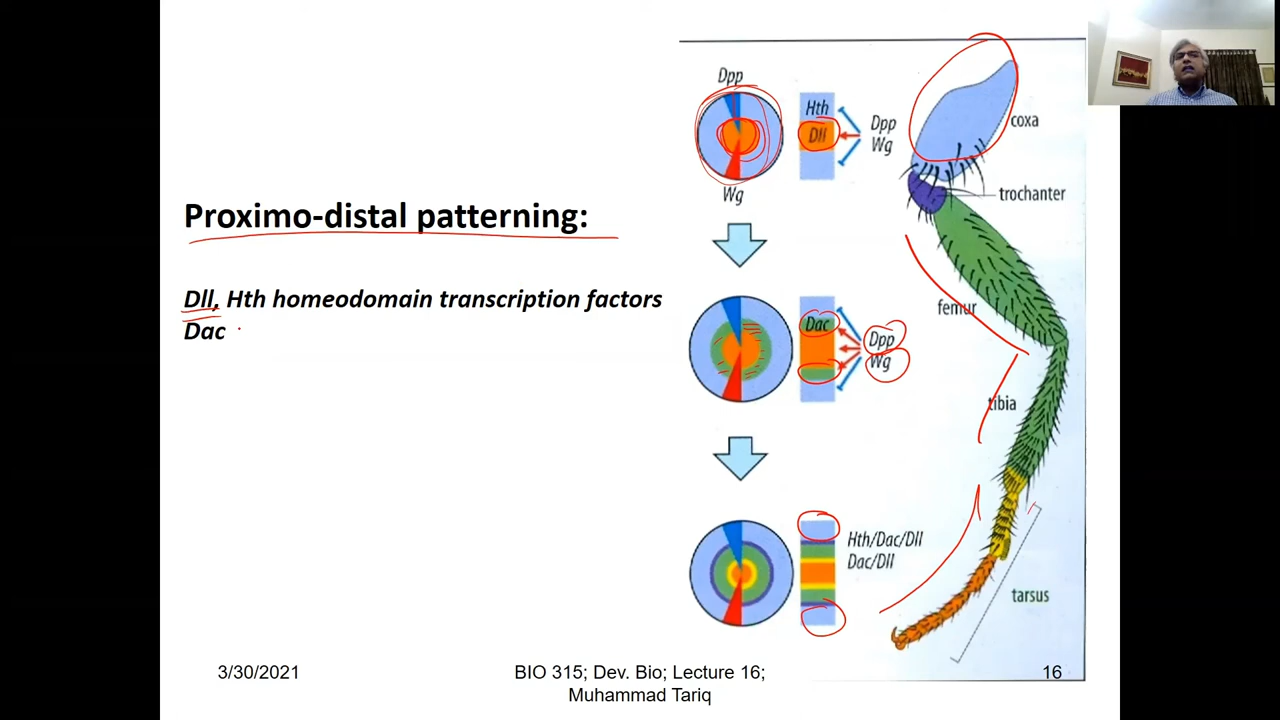 Proximo-distal patterning:
Dll, Hth homeodomain transcription factors
Dac
Dpp
Wg
Hth
Dll
Dpp
Wg
coxa
trochanter
femur
Dac
Dpp
Wg
tibia
Hth/Dac/Dll
Dac/Dll
tarsus
3/30/2021
BIO 315; Dev. Bio; Lecture 16;
Muhammad Tariq
16